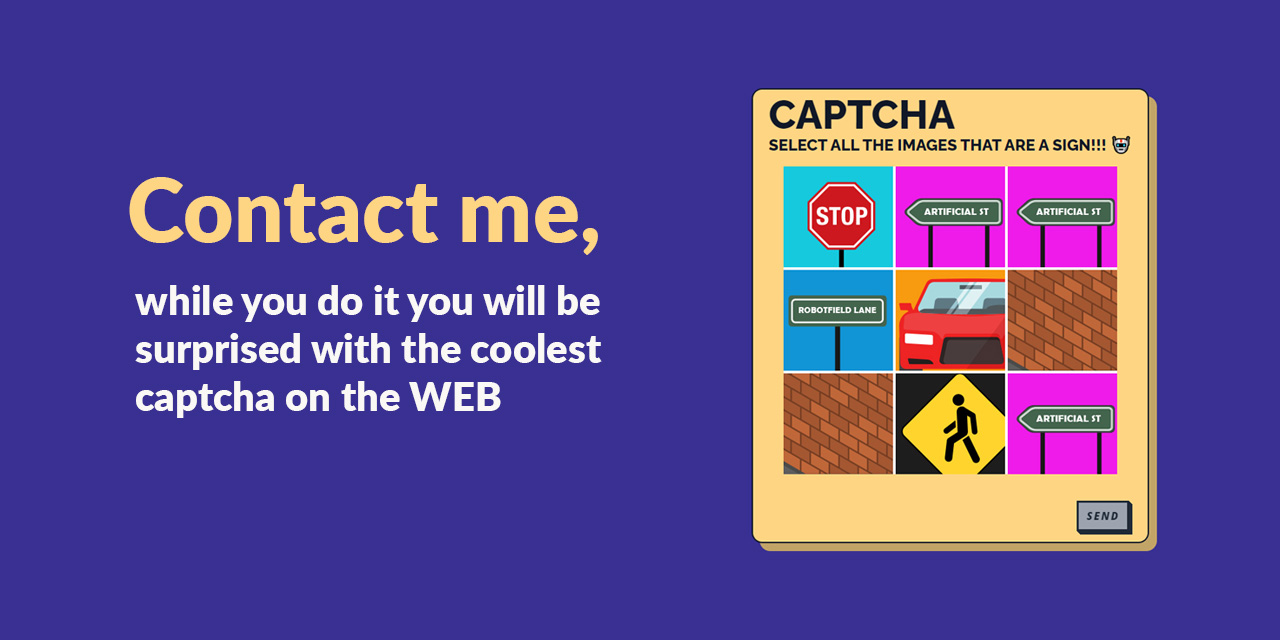 Contact me,
while you do it you will be
surprised with the coolest
captcha on the WEB
CAPTCHA
SELECT ALL THE IMAGES THAT ARE A SIGN!!!
STOP
ARTIFICIAL ST
ARTIFICIAL ST
ROBOTFIELD LANE
ARTIFICIAL ST
SEND